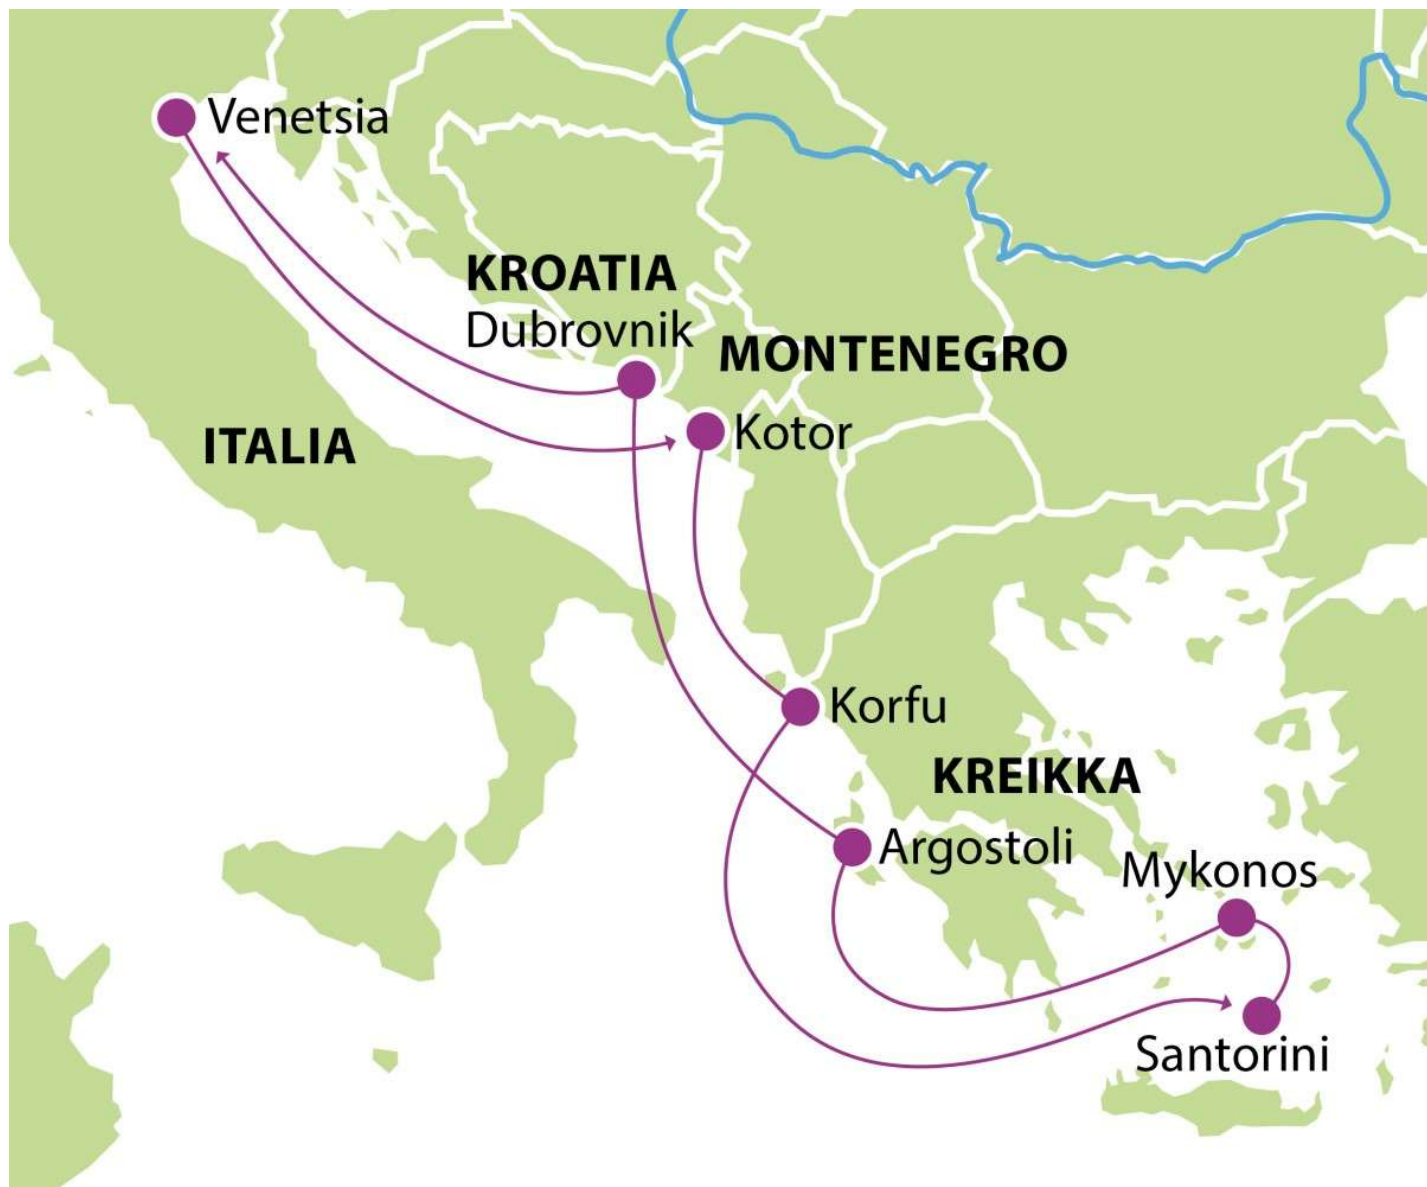 Venetsia
KROATIA
Dubrovnik
MONTENEGRO
Kotor
ITALIA
Korfu
KREIKKA
Argostoli
Mykonos
Santorini